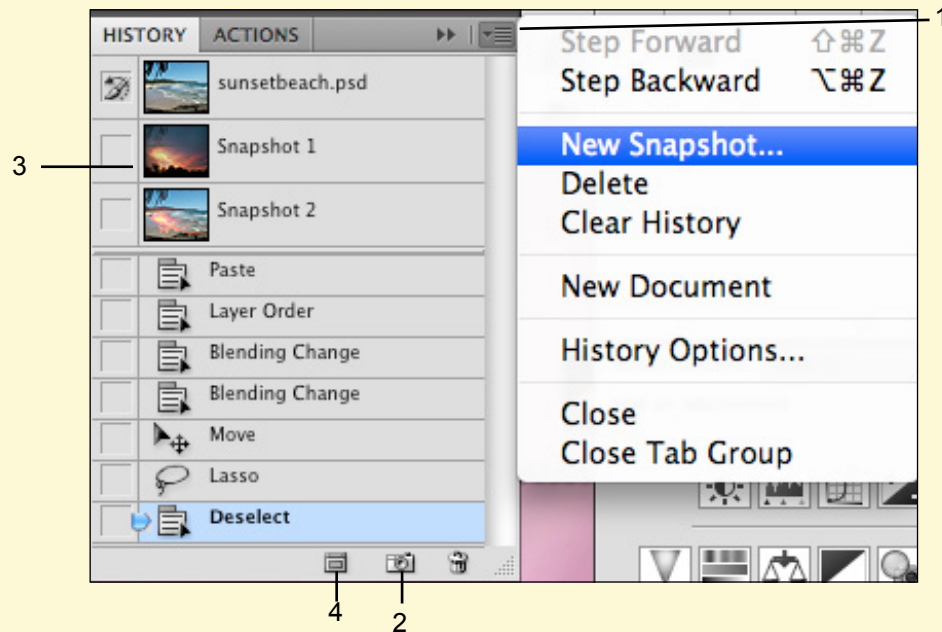 1
HISTORY ACTIONS
sunsetbeach.psd
3
Snapshot 1
Snapshot 2
Paste
Layer Order
Blending Change
Blending Change
Move
Lasso
Deselect
4
2
Step Forward ⇧⌘Z
Step Backward ⌥⌘Z
New Snapshot...
Delete
Clear History
New Document
History Options...
Close
Close Tab Group